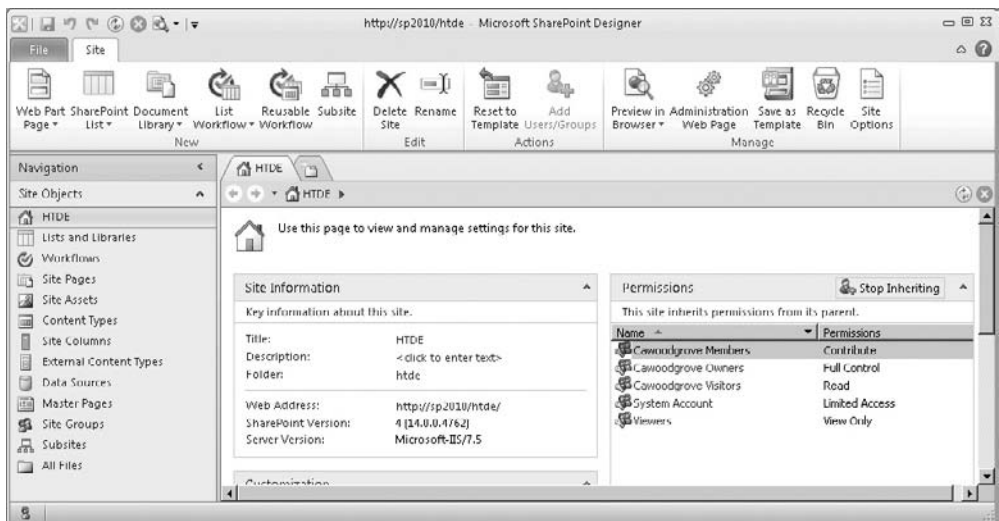 http://sp2010/htde - Microsoft SharePoint Designer
File Site
Web Part Page SharePoint List Document Library List Workflow Reusable Workflow Subsite Delete Site Rename Reset to Template Add Users/Groups Preview in Browser Administration Web Page Save as Template Recycle Bin Site Options
New Edit Actions Manage
Navigation
HTDE
Site Objects
HTDE
HTDE
Lists and Libraries
Workflows
Site Pages
Site Assets
Content Types
Site Columns
External Content Types
Data Sources
Master Pages
Site Groups
Subsites
All Files
Use this page to view and manage settings for this site.
Site Information
Key information about this site.
Title: HTDE
Description: <click to enter text>
Folder: htde
Web Address: http://sp2010/htde/
SharePoint Version: 4 (14.0.0.4762)
Server Version: Microsoft-IIS/7.5
Customization
Permissions Stop Inheriting
This site inherits permissions from its parent.
Name Permissions
Cawoodgrove Members Contribute
Cawoodgrove Owners Full Control
Cawoodgrove Visitors Read
System Account Limited Access
Viewers View Only